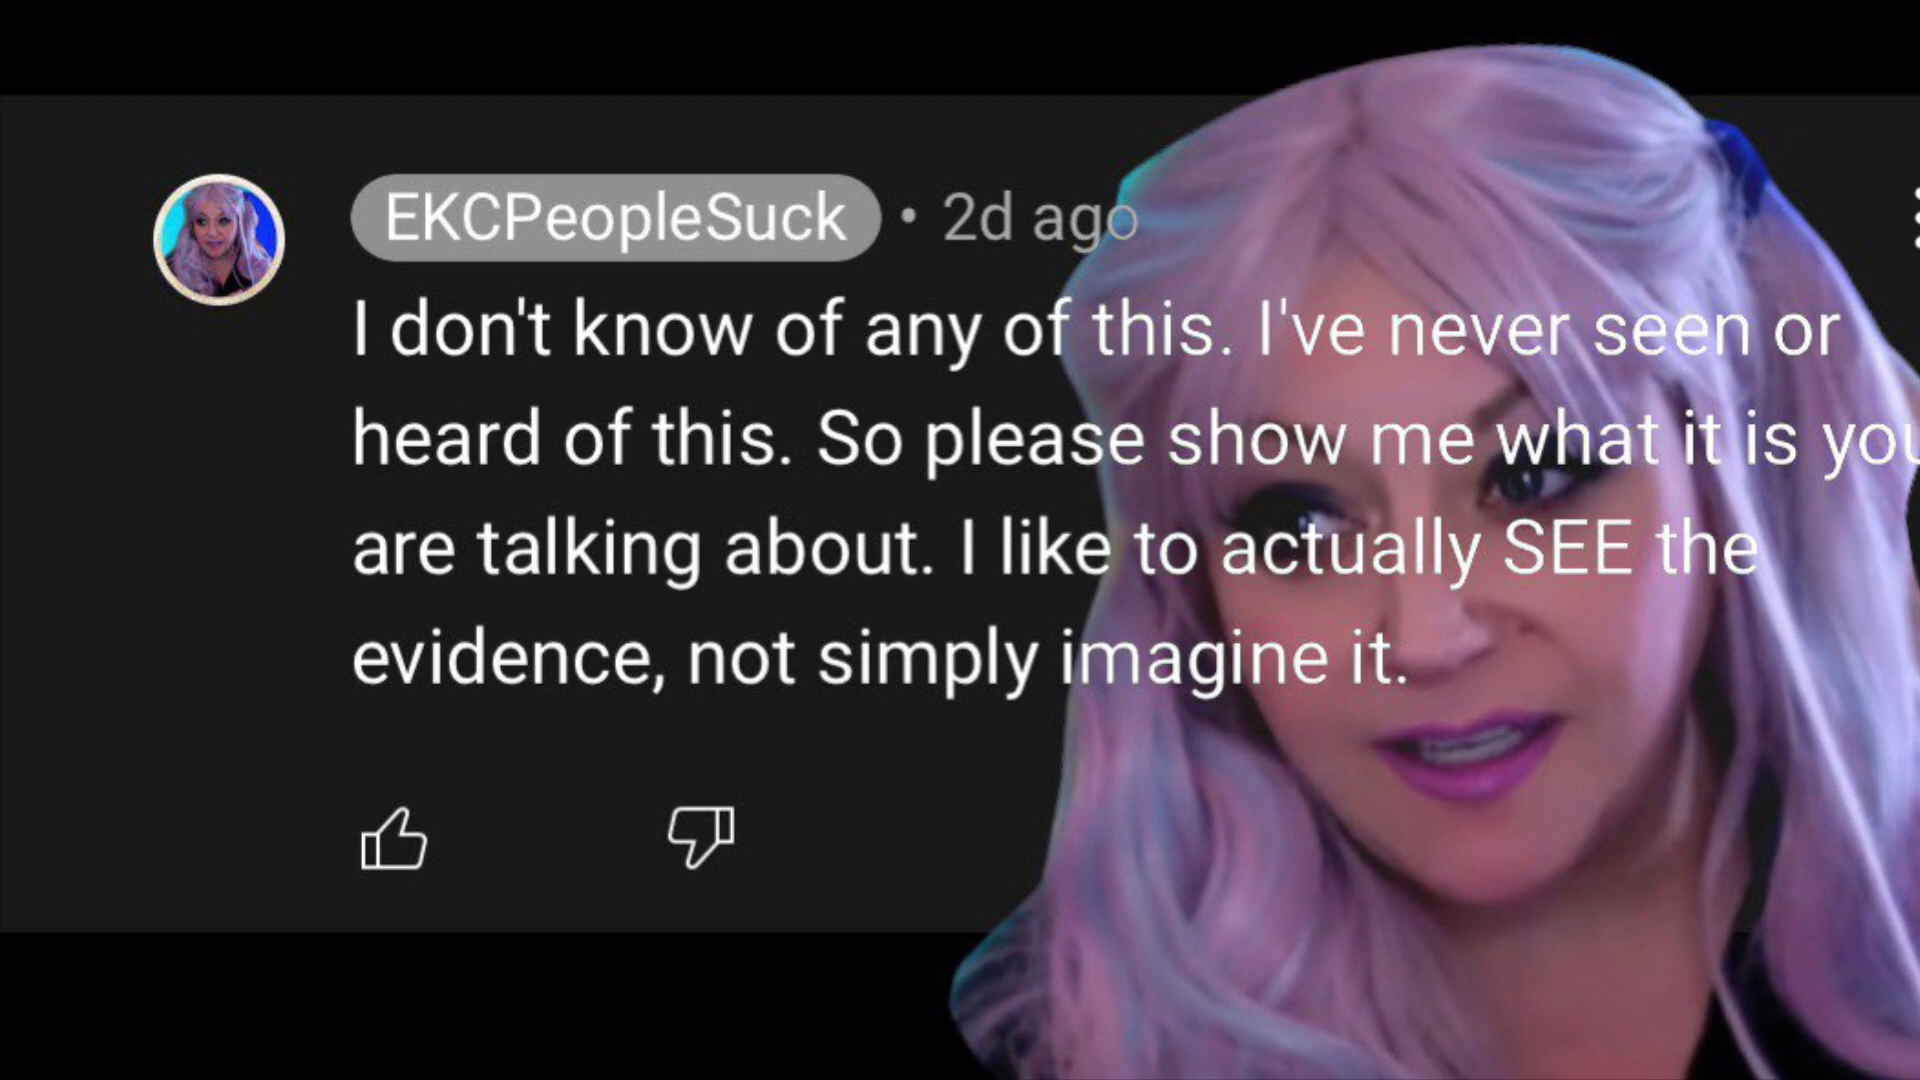 EKCPeopleSuck • 2d ago
I don't know of any of this. I've never seen or
heard of this. So please show me what it is you
are talking about. I like to actually SEE the
evidence, not simply imagine it.